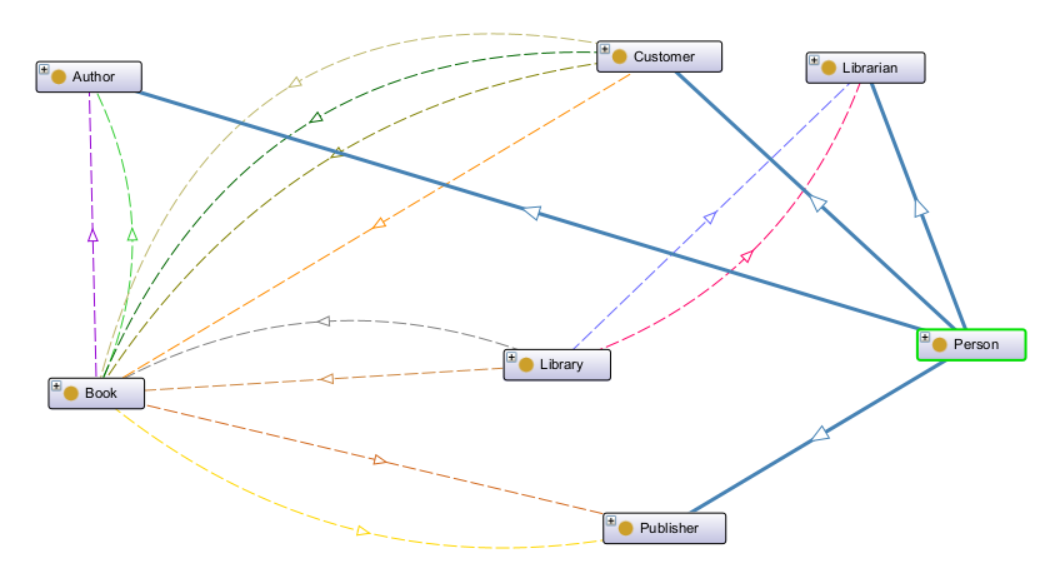 Author
Customer
Librarian
Person
Library
Book
Publisher